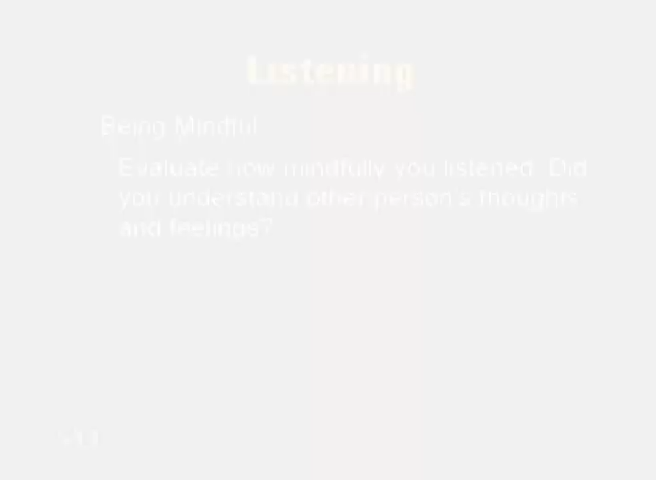 Listening
Being Mindful
Evaluate how mindfully you listened. Did
you understand other person's thoughts
and feelings?